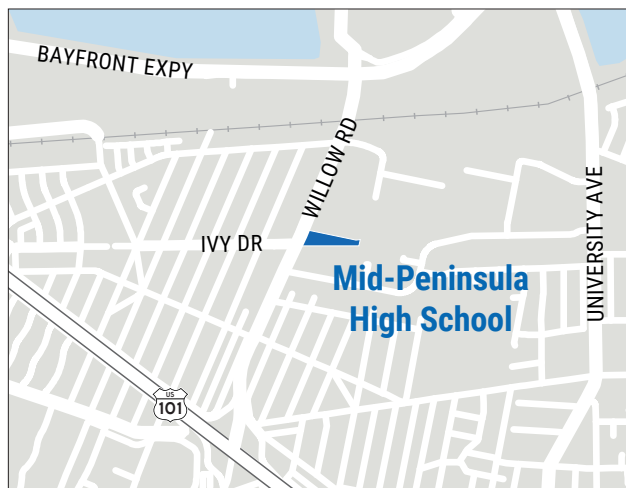 BAYFRONT EXPY
WILLOW RD
UNIVERSITY AVE
IVY DR
Mid-Peninsula
High School
US
101